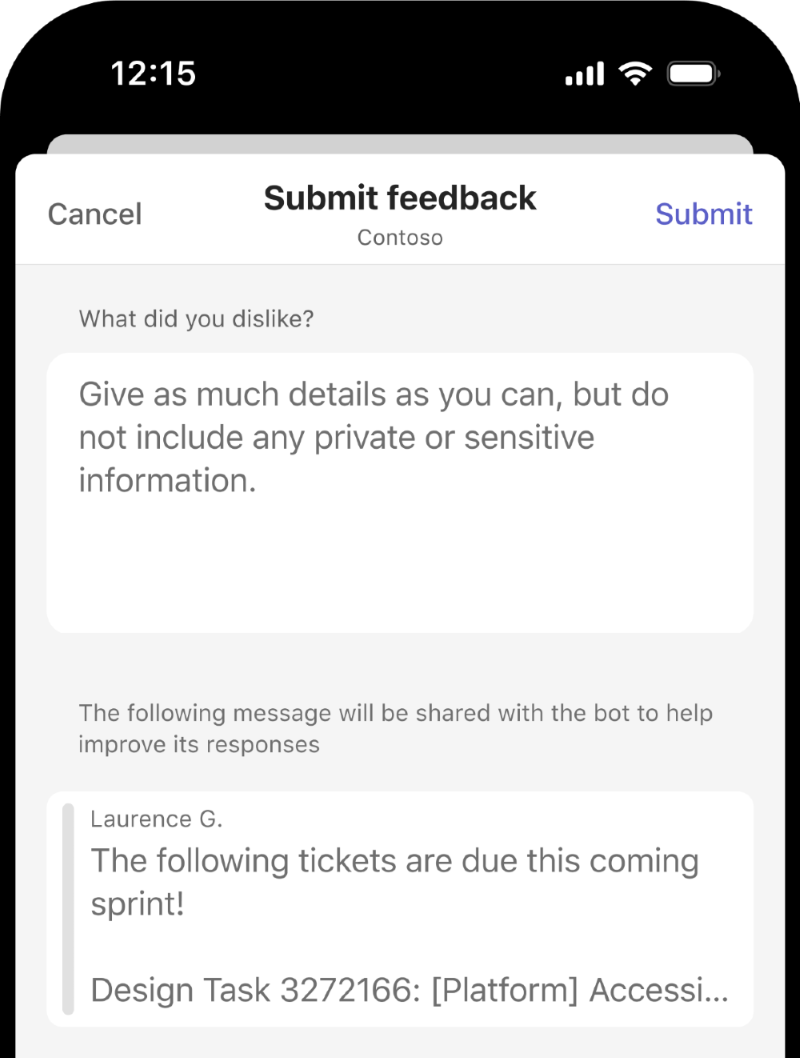 12:15
Cancel
Submit feedback
Submit
Contoso
What did you dislike?
Give as much details as you can, but do
not include any private or sensitive
information.
The following message will be shared with the bot to help
improve its responses
Laurence G.
The following tickets are due this coming
sprint!
Design Task 3272166: [Platform] Accessi...